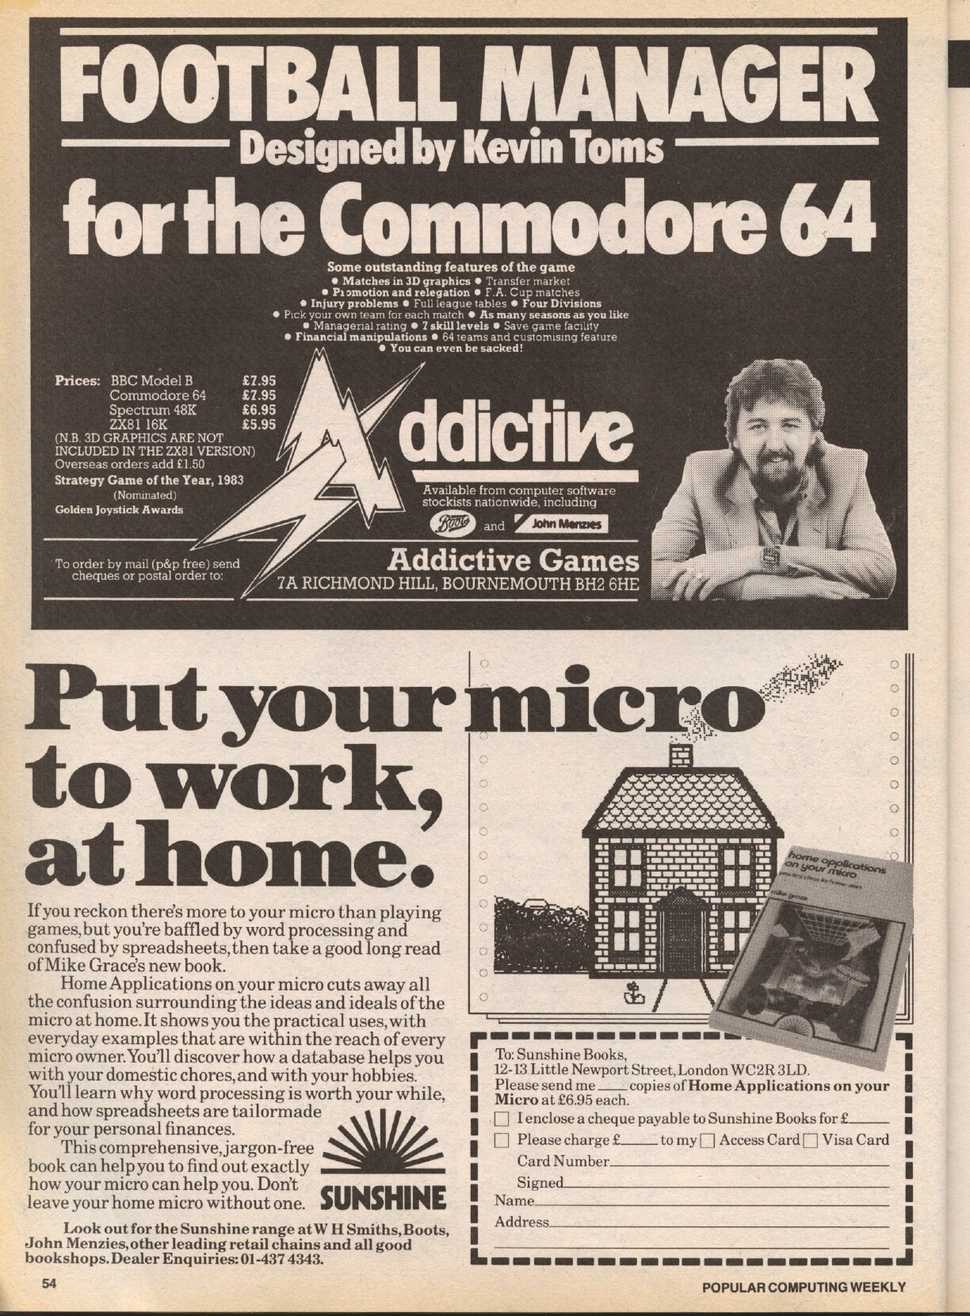 FOOTBALL MANAGER
Designed by Kevin Toms
for the Commodore 64
Some outstanding features of the game
● Matches in 3D graphics ● Transfer market
● Promotion and relegation ● F.A. Cup matches
● Injury problems ● Full league tables ● Four Divisions
● Pick your own team for each match ● As many seasons as you like
● Managerial rating ● 7 skill levels ● Save game facility
● Financial manipulations ● 64 teams and customising feature
● You can even be sacked!
Prices: BBC Model B £7.95
Commodore 64 £7.95
Spectrum 48K £6.95
ZX81 16K £5.95
(N.B. 3D GRAPHICS ARE NOT
INCLUDED IN THE ZX81 VERSION)
Overseas orders add £1.50
Strategy Game of the Year, 1983
(Nominated)
Golden Joystick Awards
Addictive
Available from computer software
stockists nationwide, including
Boots and John Menzies
To order by mail (p&p free) send
cheques or postal order to:
Addictive Games
7A RICHMOND HILL, BOURNEMOUTH BH2 6HE
Put your micro
to work,
at home.
If you reckon there's more to your micro than playing
games, but you're baffled by word processing and
confused by spreadsheets, then take a good long read
of Mike Grace's new book.
Home Applications on your micro cuts away all
the confusion surrounding the ideas and ideals of the
micro at home. It shows you the practical uses, with
everyday examples that are within the reach of every
micro owner. You'll discover how a database helps you
with your domestic chores, and with your hobbies.
You'll learn why word processing is worth your while,
and how spreadsheets are tailormade
for your personal finances.
This comprehensive, jargon-free
book can help you to find out exactly
how your micro can help you. Don't
leave your home micro without one.
SUNSHINE
Look out for the Sunshine range at W H Smiths, Boots,
John Menzies, other leading retail chains and all good
bookshops. Dealer Enquiries: 01-437 4343.
home applications
on your micro
mike grace
To: Sunshine Books,
12-13 Little Newport Street, London WC2R 3LD.
Please send me ____ copies of Home Applications on your
Micro at £6.95 each.
☐ I enclose a cheque payable to Sunshine Books for £____
☐ Please charge £____ to my ☐ Access Card ☐ Visa Card
Card Number____
Signed____
Name____
Address____
54
POPULAR COMPUTING WEEKLY